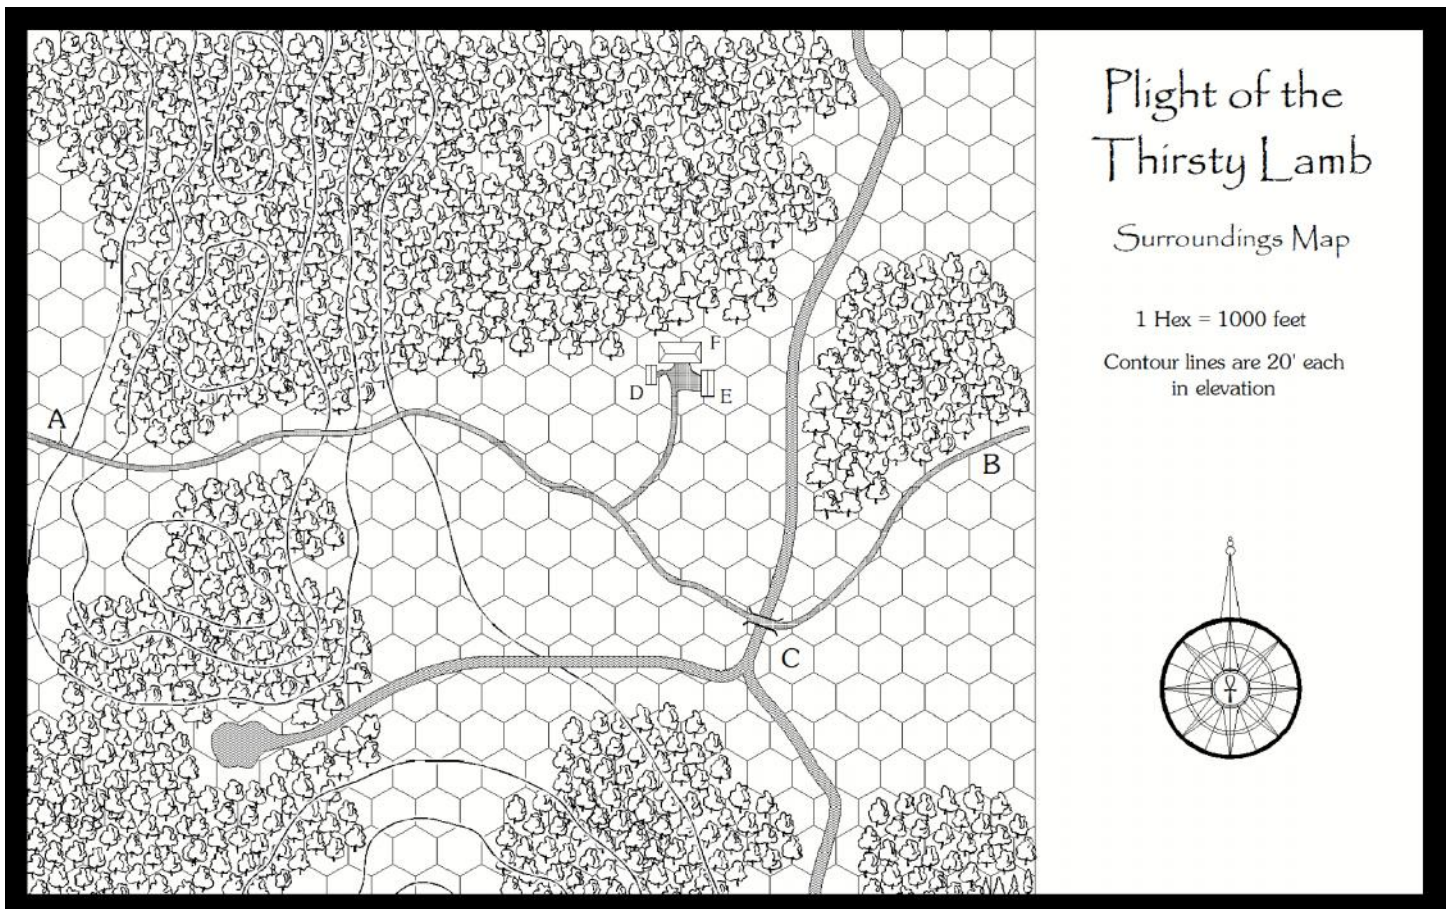 Plight of the
Thirsty Lamb
Surroundings Map
1 Hex = 1000 feet
Contour lines are 20' each
in elevation
F
D
E
A
B
C